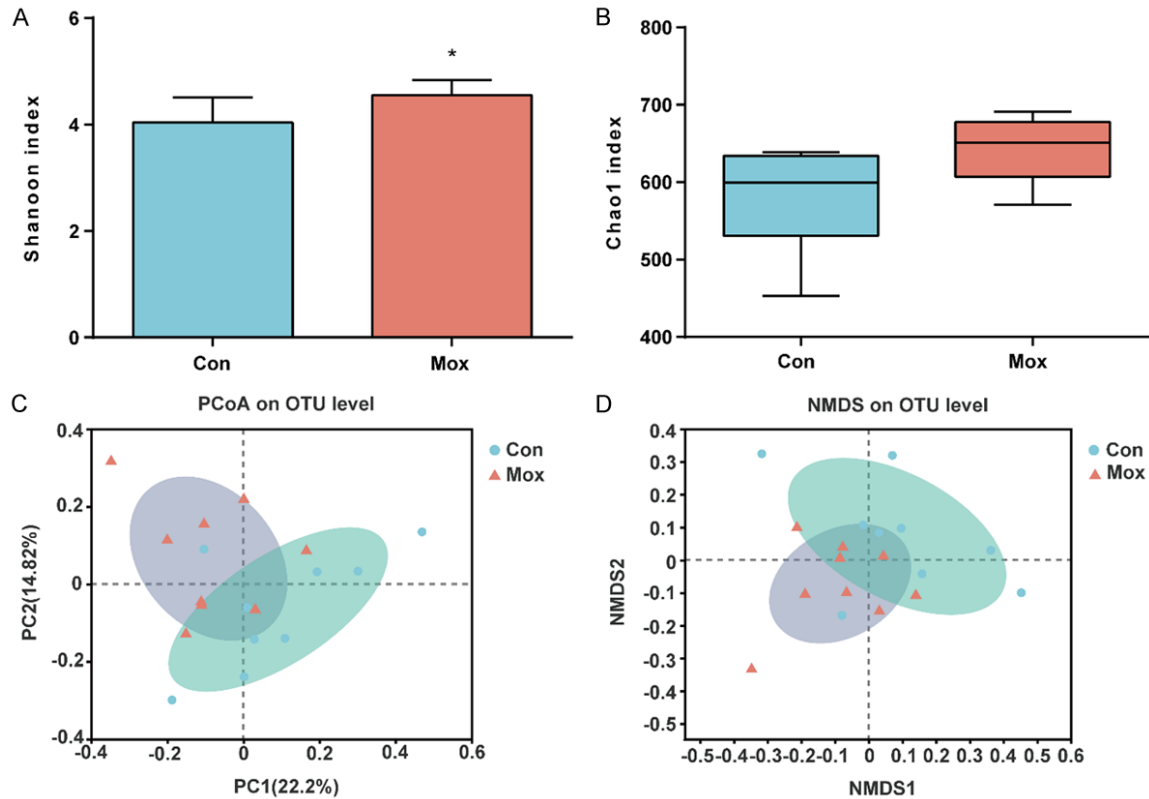 A
6
4
2
0
Shanoon index
*
Con
Mox
B
800
700
600
500
400
Chao1 index
Con
Mox
C
PCoA on OTU level
0.4
0.2
0
-0.2
-0.4
PC2(14.82%)
-0.4 -0.2 0 0.2 0.4 0.6
PC1(22.2%)
Con
Mox
D
NMDS on OTU level
0.4
0.3
0.2
0.1
0
-0.1
-0.2
-0.3
-0.4
-0.5
NMDS2
-0.5-0.4-0.3-0.3-0.1-0.1 0 0.1 0.2 0.3 0.4 0.5 0.6
NMDS1
Con
Mox